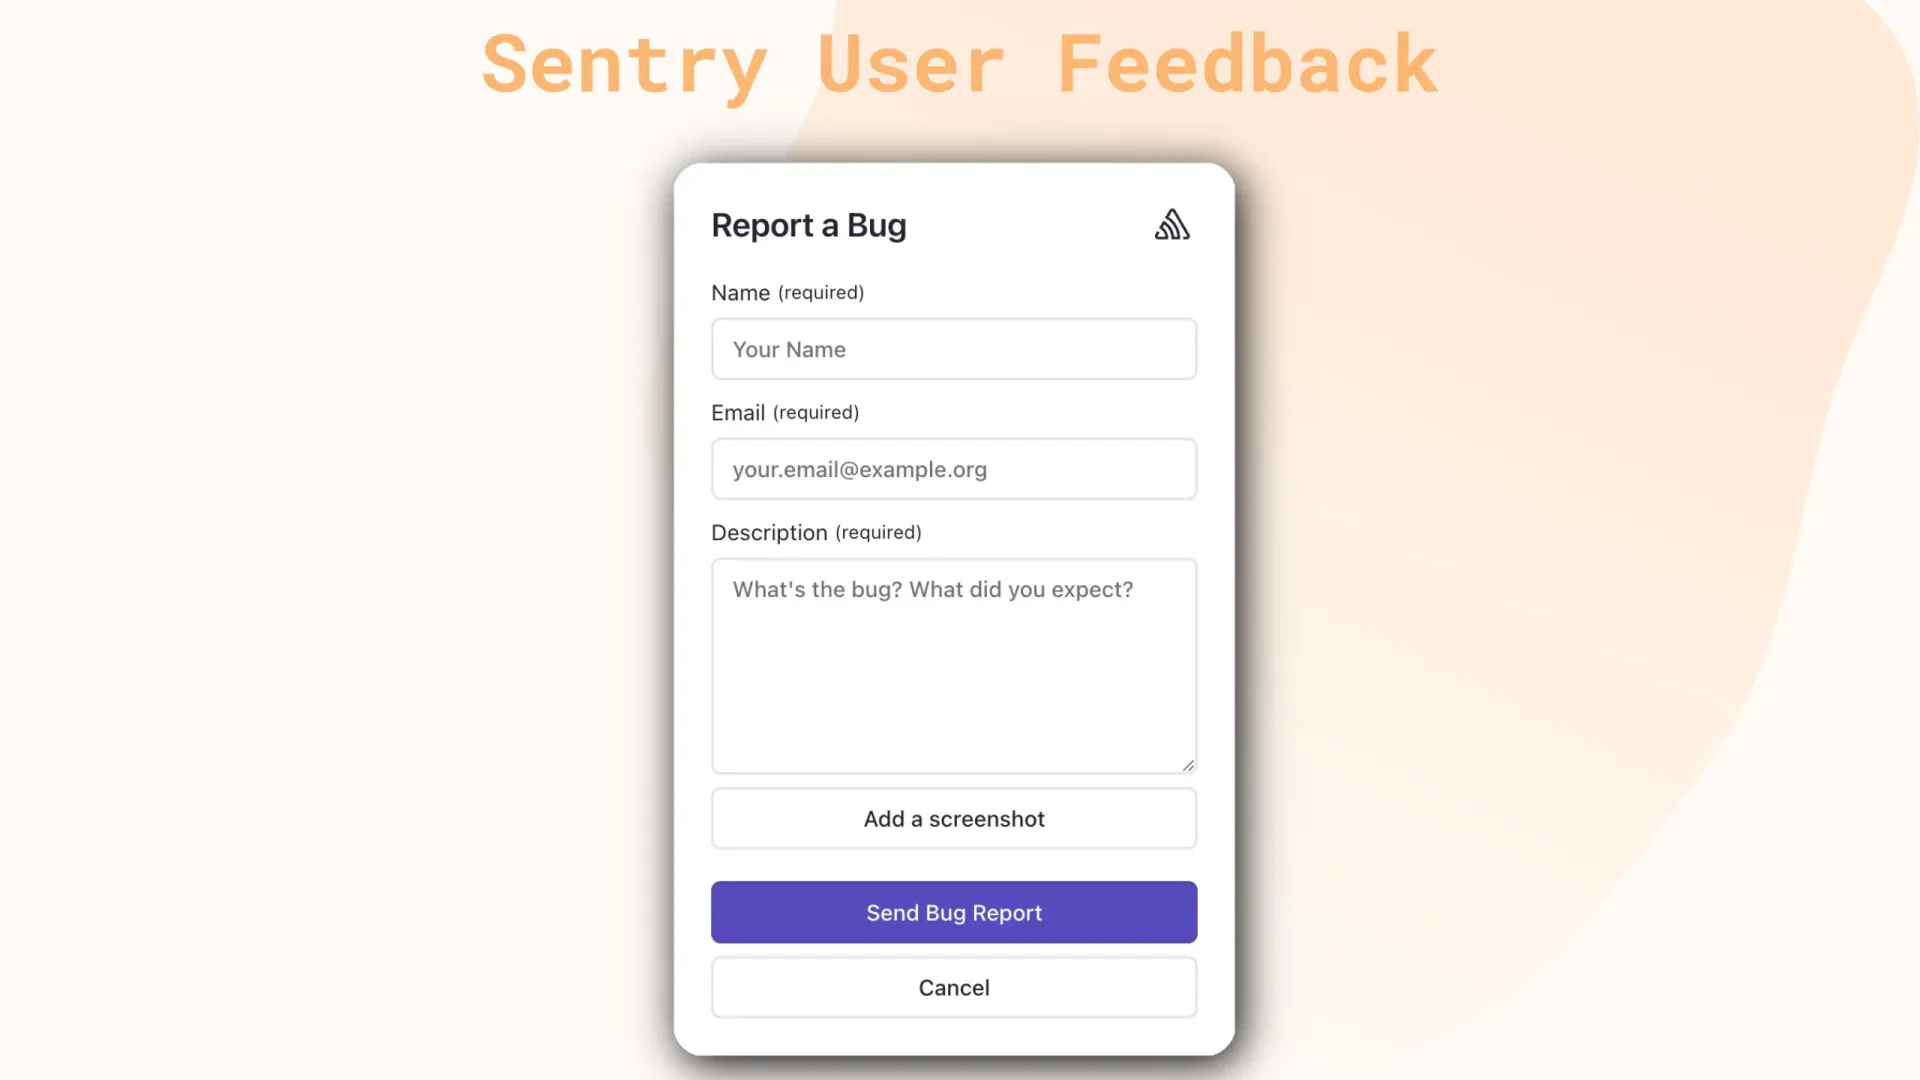 Sentry User Feedback
Report a Bug
Name (required)
Your Name
Email (required)
your.email@example.org
Description (required)
What's the bug? What did you expect?
Add a screenshot
Send Bug Report
Cancel